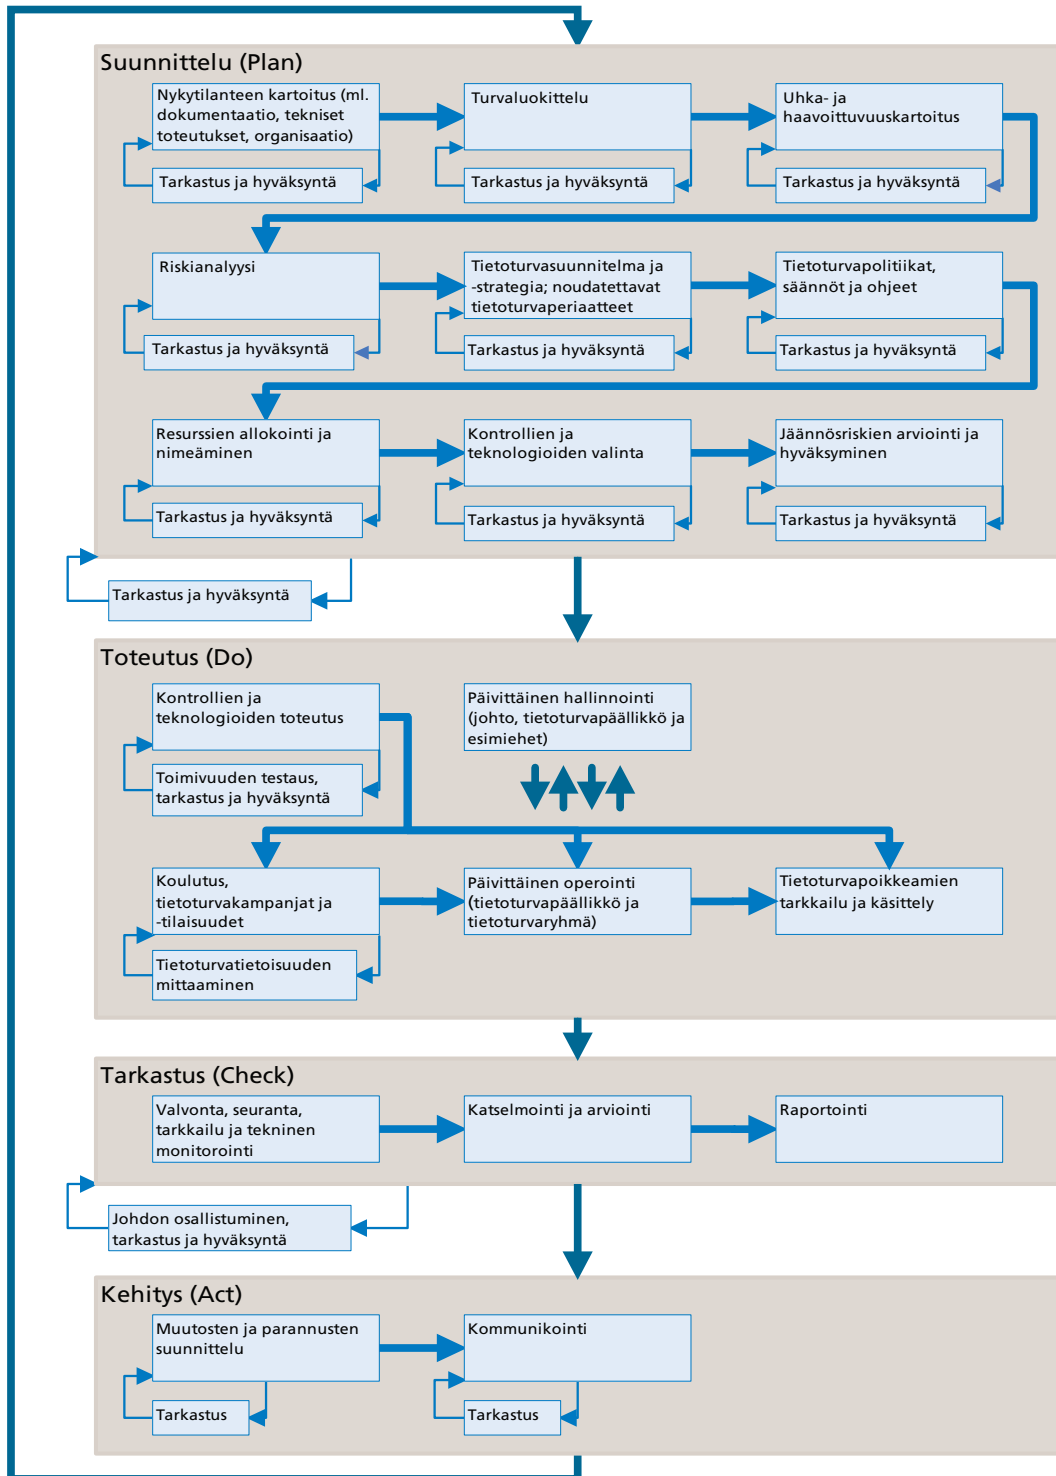 Suunnittelu (Plan)
Nykytilanteen kartoitus (ml.
dokumentaatio, tekniset
toteutukset, organisaatio)
Tarkastus ja hyväksyntä
Turvaluokittelu
Tarkastus ja hyväksyntä
Uhka- ja
haavoittuvuuskartoitus
Tarkastus ja hyväksyntä
Riskianalyysi
Tarkastus ja hyväksyntä
Tietoturvasuunnitelma ja
-strategia; noudatettavat
tietoturvaperiaatteet
Tarkastus ja hyväksyntä
Tietoturvapolitiikat,
säännöt ja ohjeet
Tarkastus ja hyväksyntä
Resurssien allokointi ja
nimeäminen
Tarkastus ja hyväksyntä
Kontrollien ja
teknologioiden valinta
Tarkastus ja hyväksyntä
Jäännösriskien arviointi ja
hyväksyminen
Tarkastus ja hyväksyntä
Tarkastus ja hyväksyntä
Toteutus (Do)
Kontrollien ja
teknologioiden toteutus
Toimivuuden testaus,
tarkastus ja hyväksyntä
Päivittäinen hallinnointi
(johto, tietoturvapäällikkö ja
esimiehet)
Koulutus,
tietoturvakampanjat ja
-tilaisuudet
Tietoturvatietoisuuden
mittaaminen
Päivittäinen operointi
(tietoturvapäällikkö ja
tietoturvaryhmä)
Tietoturvapoikkeamien
tarkkailu ja käsittely
Tarkastus (Check)
Valvonta, seuranta,
tarkkailu ja tekninen
monitorointi
Katselmointi ja arviointi
Raportointi
Johdon osallistuminen,
tarkastus ja hyväksyntä
Kehitys (Act)
Muutosten ja parannusten
suunnittelu
Tarkastus
Kommunikointi
Tarkastus